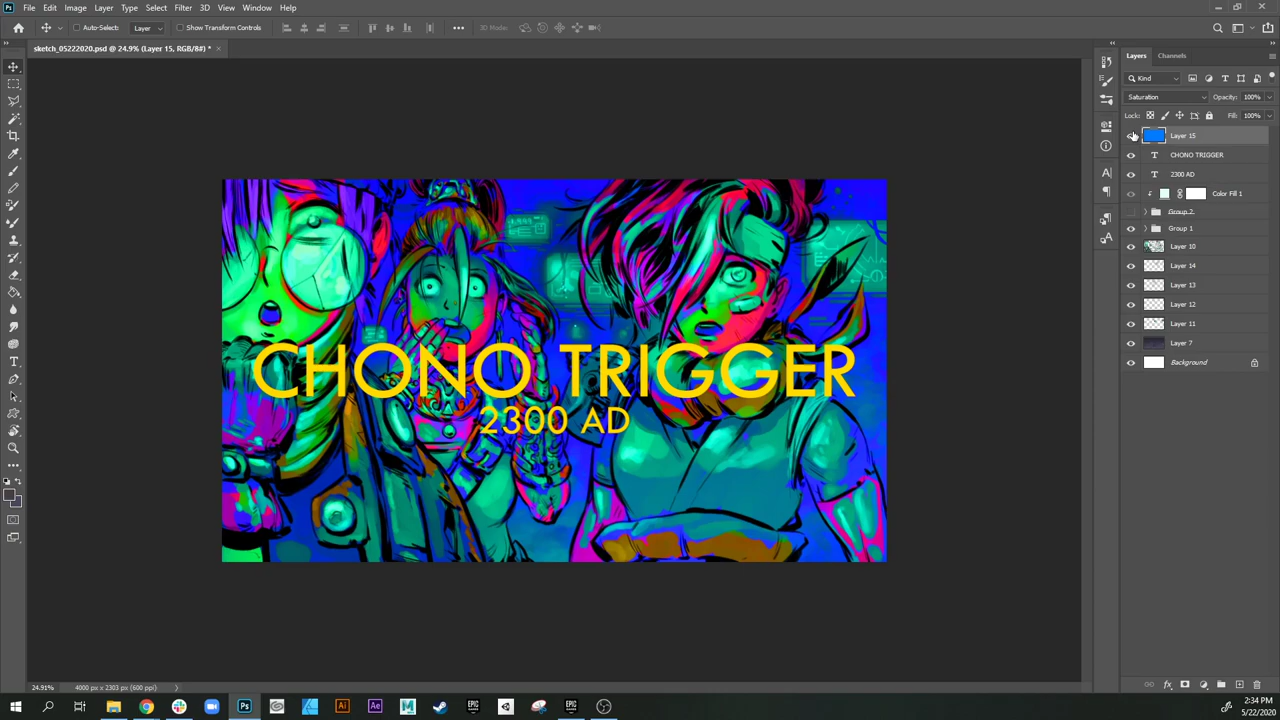 File Edit Image Layer Type Select Filter 3D View Window Help
Auto-Select: Layer Show Transform Controls 3D Mode:
sketch_05222020.psd @ 24.9% (Layer 15, RGB/8#) *
Layers Channels
Kind
Saturation Opacity: 100%
Lock: Fill: 100%
Layer 15
CHONO TRIGGER
2300 AD
Color Fill 1
Group 2
Group 1
Layer 10
Layer 14
Layer 13
Layer 12
Layer 11
Layer 7
Background
CHONO TRIGGER
2300 AD
24.91% 4000 px x 2303 px (600 ppi)
2:34 PM
5/22/2020